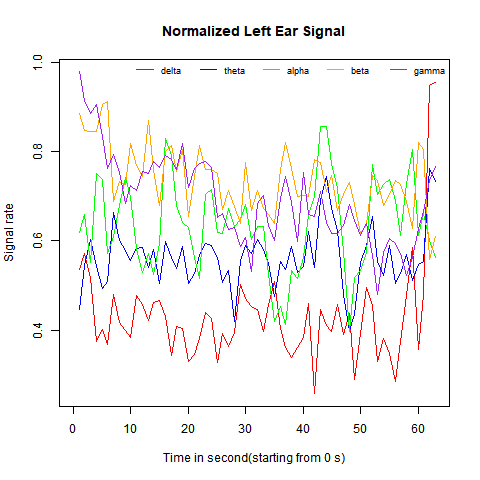 Normalized Left Ear Signal
delta theta alpha beta gamma
Signal rate
1.0
0.8
0.6
0.4
0 10 20 30 40 50 60
Time in second(starting from 0 s)